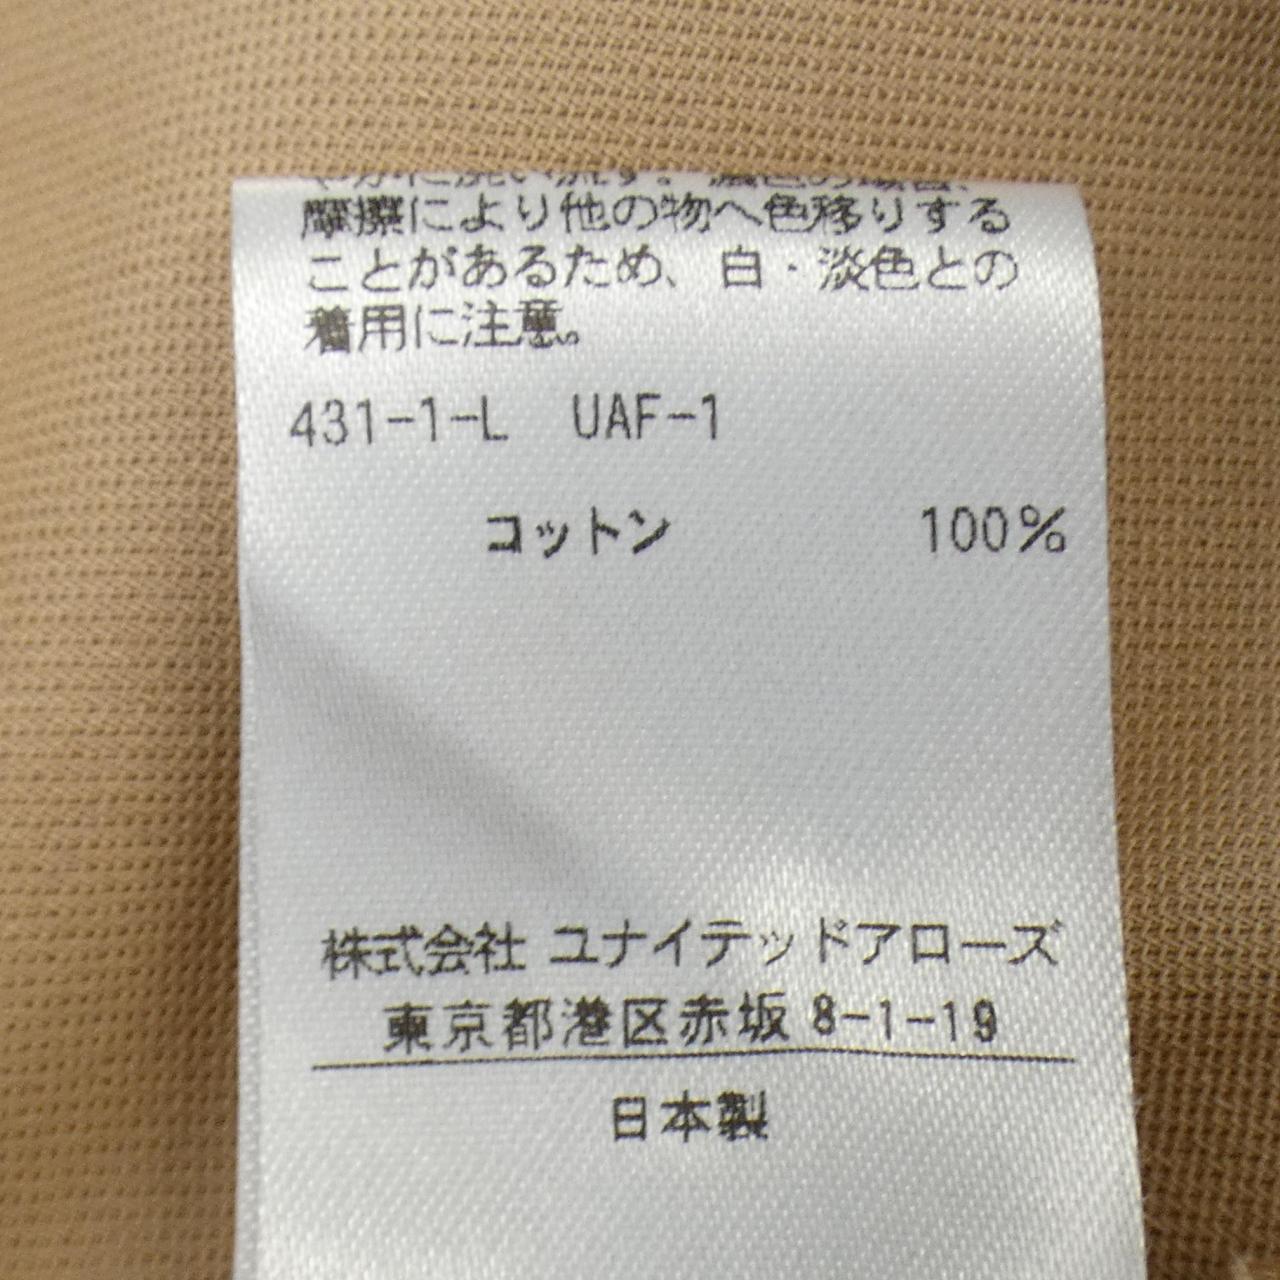 摩擦により他の物へ色移りする
ことがあるため、白・淡色との
着用に注意。
431-1-L UAF-1
コットン 100%
株式会社 ユナイテッドアローズ
東京都港区赤坂 8-1-19
日本製